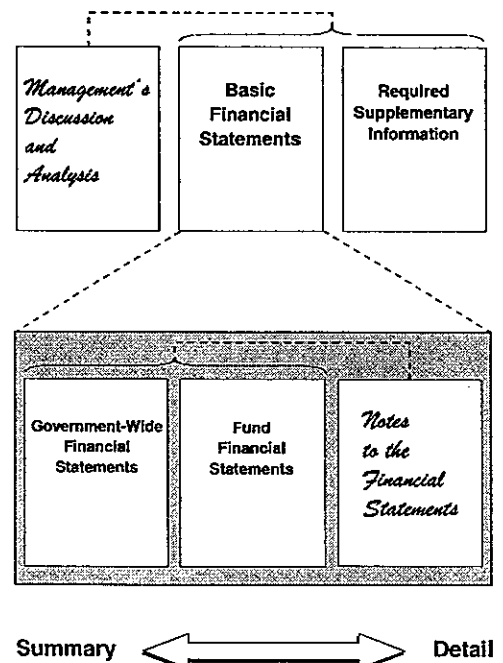 Management's
Discussion
and
Analysis
Basic
Financial
Statements
Required
Supplementary
Information
Government-Wide
Financial
Statements
Fund
Financial
Statements
Notes
to the
Financial
Statements
Summary Detail